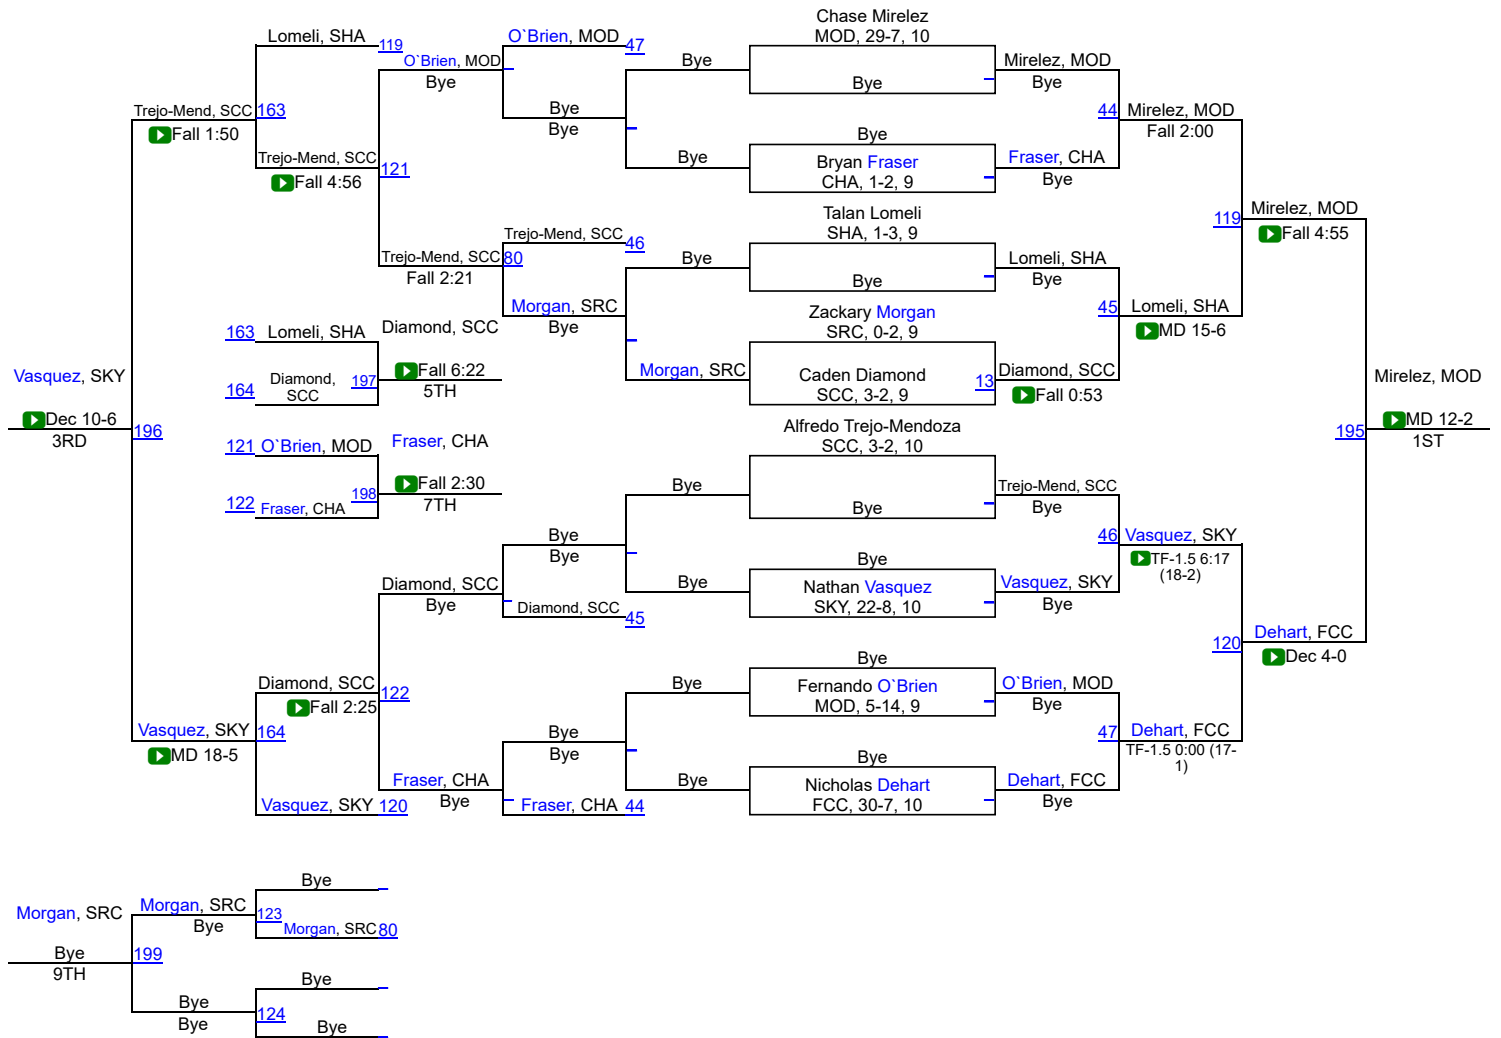 Chase Mirelez
MOD, 29-7, 10
Lomeli, SHA
119
O`Brien, MOD
47
O`Brien, MOD
Bye
Bye
Bye
Mirelez, MOD
Bye
Bye
Bye
Trejo-Mend, SCC
163
Fall 1:50
44
Mirelez, MOD
Fall 2:00
Bye
Trejo-Mend, SCC
121
Fall 4:56
Bye
Bryan Fraser
CHA, 1-2, 9
Fraser, CHA
Bye
Talan Lomeli
SHA, 1-3, 9
119
Mirelez, MOD
Fall 4:55
Trejo-Mend, SCC
46
Trejo-Mend, SCC
80
Fall 2:21
Bye
Bye
Lomeli, SHA
Bye
Morgan, SRC
Bye
Zackary Morgan
SRC, 0-2, 9
45
Lomeli, SHA
MD 15-6
163
Lomeli, SHA
Diamond, SCC
Fall 6:22
5TH
164
Diamond,
SCC
197
Morgan, SRC
Caden Diamond
SCC, 3-2, 9
13
Diamond, SCC
Fall 0:53
Vasquez, SKY
Dec 10-6
3RD
196
Mirelez, MOD
MD 12-2
1ST
195
Alfredo Trejo-Mendoza
SCC, 3-2, 10
121
O`Brien, MOD
Fraser, CHA
Fall 2:30
7TH
122
Fraser, CHA
198
Bye
Bye
Trejo-Mend, SCC
Bye
Bye
Bye
46
Vasquez, SKY
TF-1.5 6:17
(18-2)
Bye
Diamond, SCC
Bye
Bye
Nathan Vasquez
SKY, 22-8, 10
Vasquez, SKY
Bye
Diamond, SCC
45
120
Dehart, FCC
Dec 4-0
Bye
Diamond, SCC
122
Fall 2:25
Bye
Fernando O`Brien
MOD, 5-14, 9
O`Brien, MOD
Bye
Vasquez, SKY
164
MD 18-5
Bye
Bye
47
Dehart, FCC
TF-1.5 0:00 (17-
1)
Bye
Fraser, CHA
Bye
Bye
Nicholas Dehart
FCC, 30-7, 10
Dehart, FCC
Bye
Vasquez, SKY
120
Fraser, CHA
44
Bye
Morgan, SRC
Morgan, SRC
Bye
123
Morgan, SRC
80
Bye
9TH
199
Bye
Bye
Bye
124
Bye